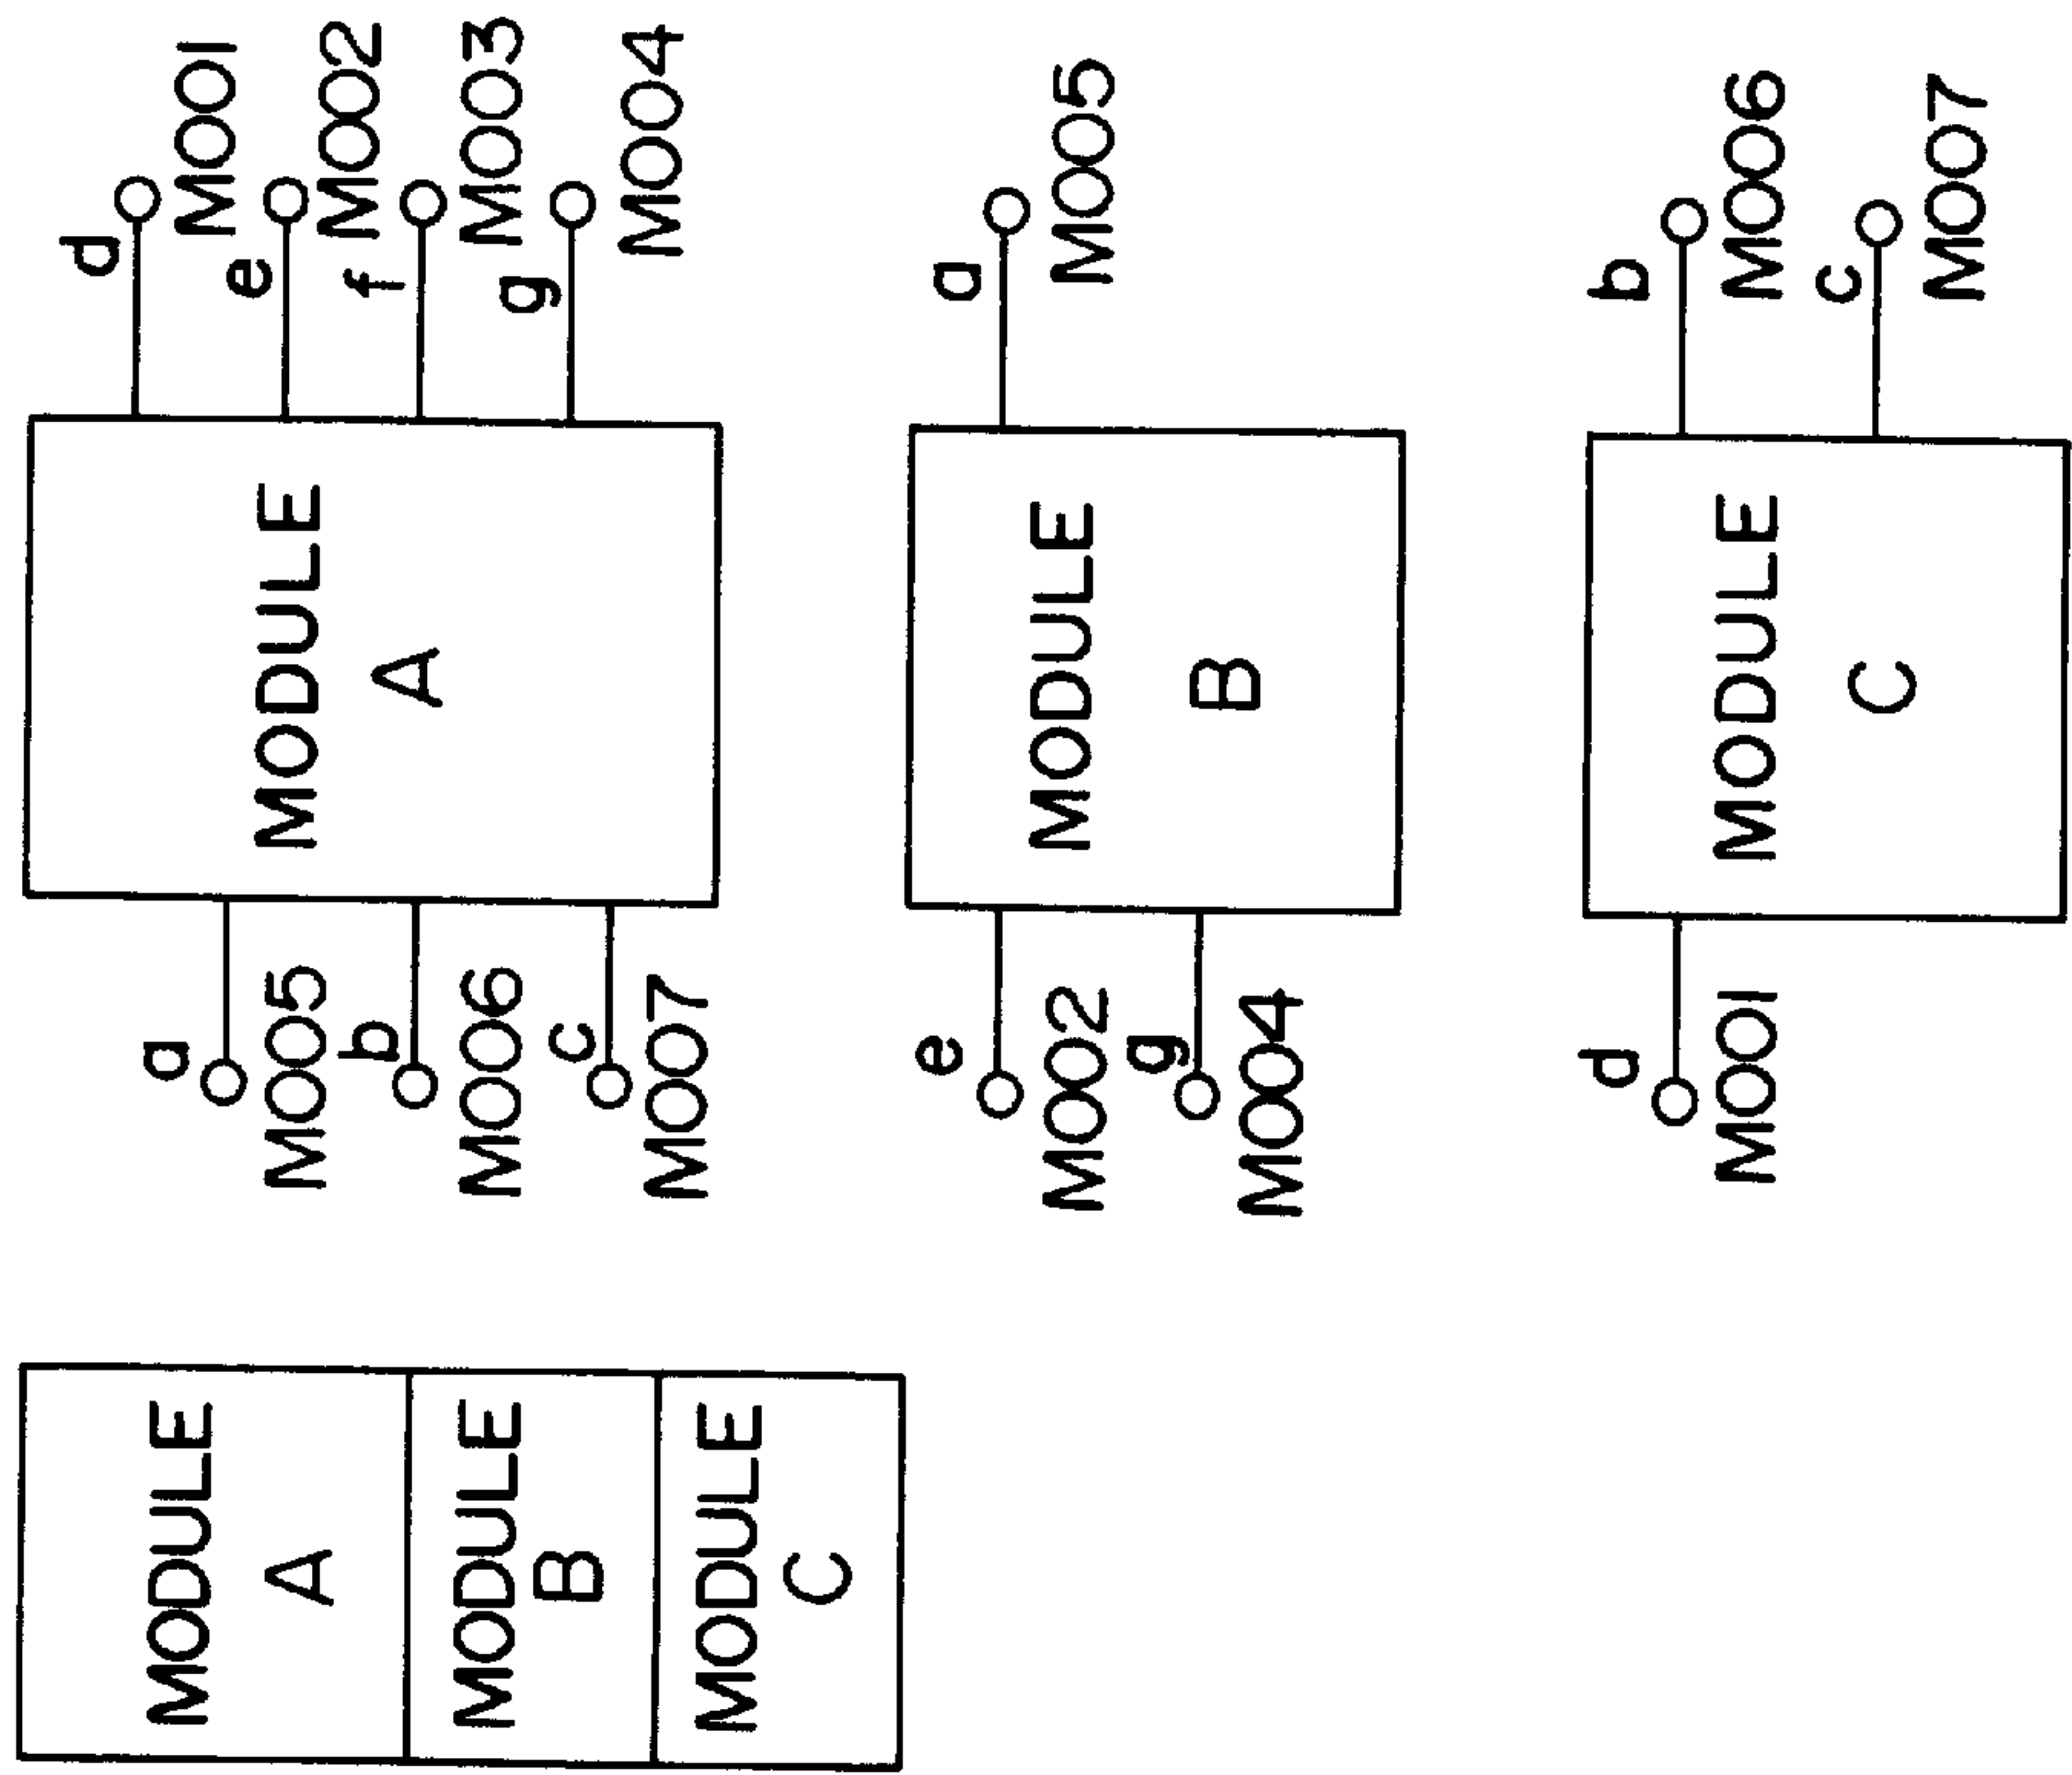 MODULE
A
MODULE
B
MODULE
C
a
M005
b
M006
c
M007
MODULE
A
d
M001
e
M002
f
M003
g
M004
e
M002
g
M004
MODULE
B
a
M005
d
M001
MODULE
C
b
M006
c
M007